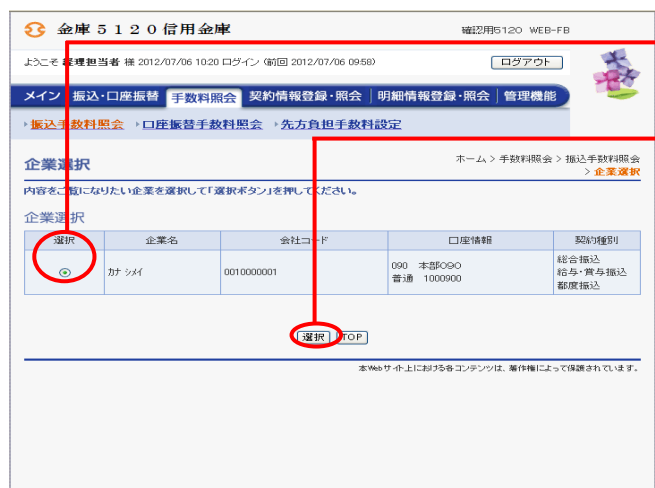 金庫５１２０信用金庫
確認用5120 WEB-FB
ようこそ 経理担当者 様 2012/07/06 10:20 ログイン (前回 2012/07/06 09:58)
ログアウト
メイン 振込・口座振替 手数料照会 契約情報登録・照会 明細情報登録・照会 管理機能
振込手数料照会 口座振替手数料照会 先方負担手数料設定
企業選択
ホーム > 手数料照会 > 振込手数料照会
> 企業選択
内容をご覧になりたい企業を選択して「選択ボタン」を押してください。
企業選択
選択 企業名 会社コード 口座情報 契約種別
カナ シメイ 0010000001 090 本部090 総合振込
普通 1000900 給与・賞与振込
都度振込
選択 TOP
本Webサイト上における各コンテンツは、著作権によって保護されています。